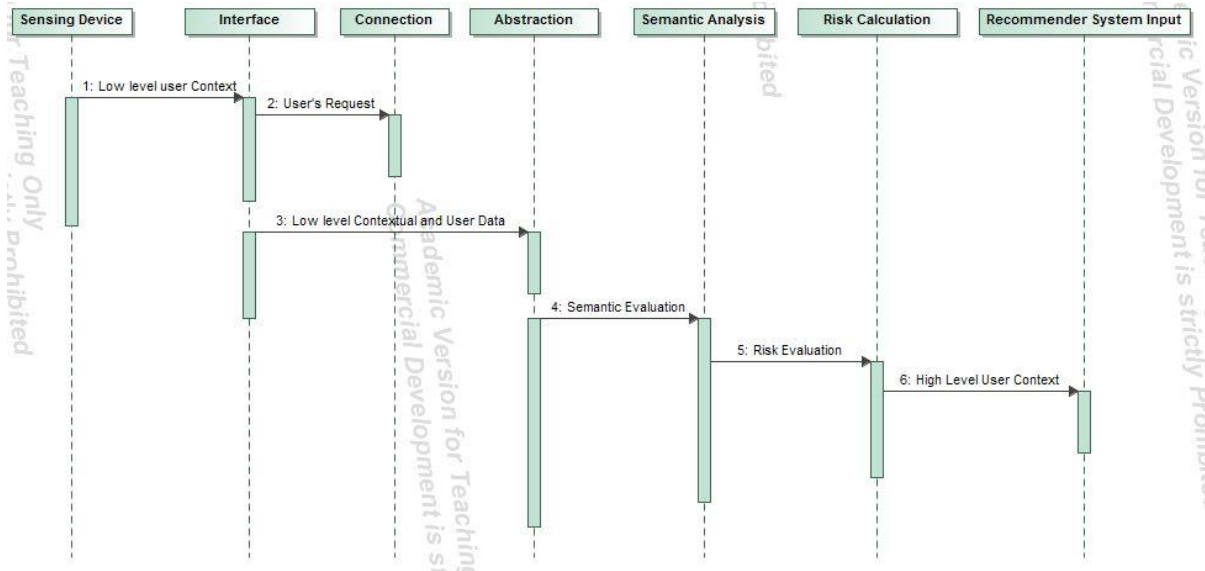 Sensing Device
Interface
Connection
Abstraction
Semantic Analysis
Risk Calculation
Recommender System Input
1: Low level user Context
2: User's Request
3: Low level Contextual and User Data
4: Semantic Evaluation
5: Risk Evaluation
6: High Level User Context
Teaching Only
Prohibited
Academic Version for Teaching
Commercial Development is
ic Version for
rcial Development is strictly Prohibited